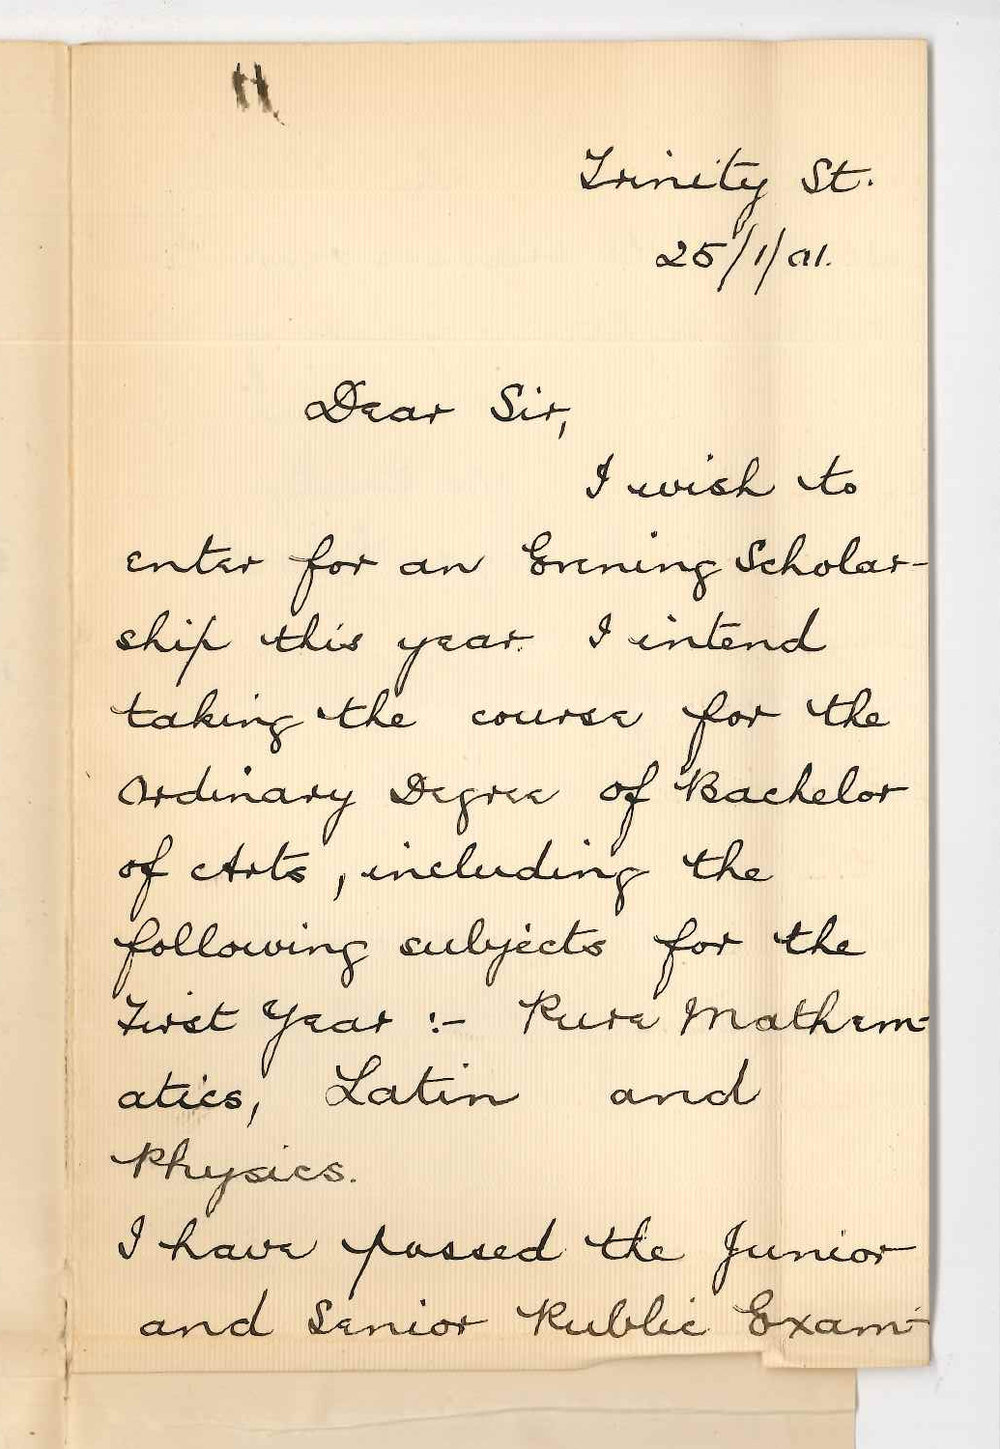 Trinity St.
25/1/01.
Dear Sir,
I wish to
enter for an Evening Scholar-
ship this year. I intend
taking the course for the
Ordinary Degree of Bachelor
of Arts, including the
following subjects for the
First Year :- Pure Mathem-
atics, Latin and
Physics.
I have passed the Junior
and Senior Public Exam-